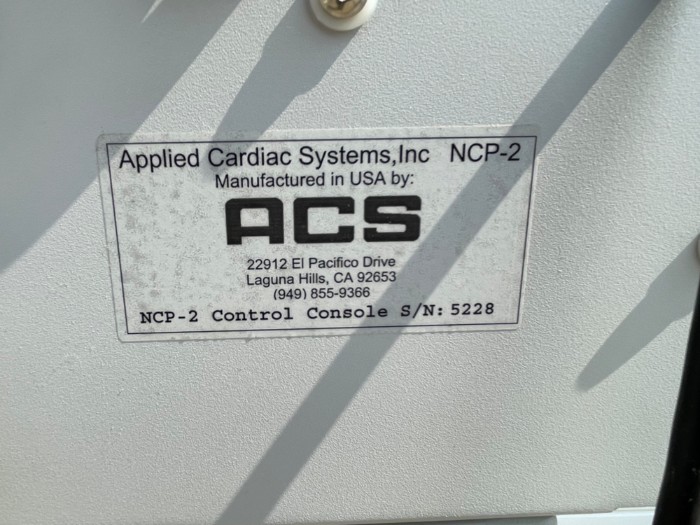 Applied Cardiac Systems,Inc NCP-2
Manufactured in USA by:
ACS
22912 El Pacifico Drive
Laguna Hills, CA 92653
(949) 855-9366
NCP-2 Control Console S/N: 5228